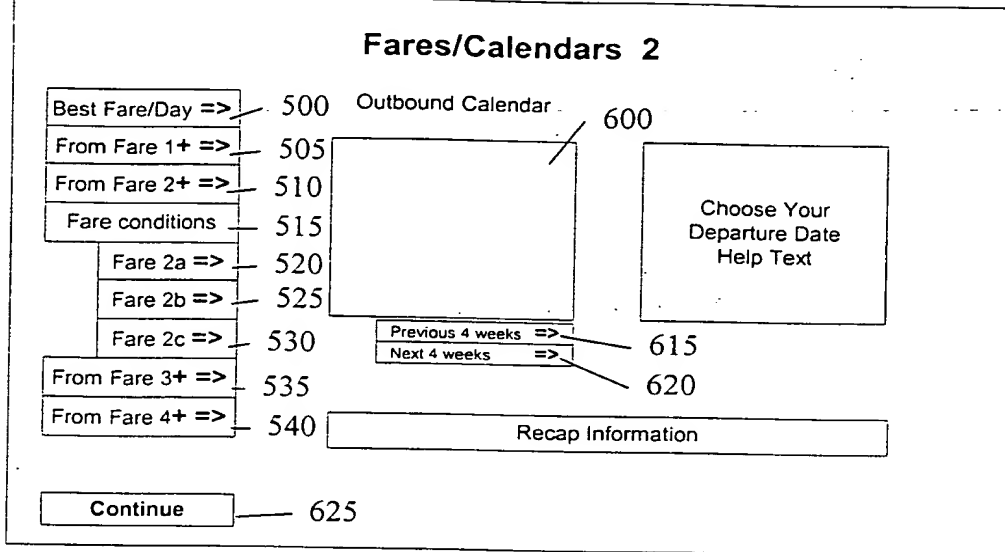 Fares/Calendars 2
Best Fare/Day => 500
From Fare 1+ => 505
From Fare 2+ => 510
Fare conditions 515
Fare 2a => 520
Fare 2b => 525
Fare 2c => 530
From Fare 3+ => 535
From Fare 4+ => 540
Outbound Calendar
600
Choose Your
Departure Date
Help Text
Previous 4 weeks => 615
Next 4 weeks => 620
Recap Information
Continue 625